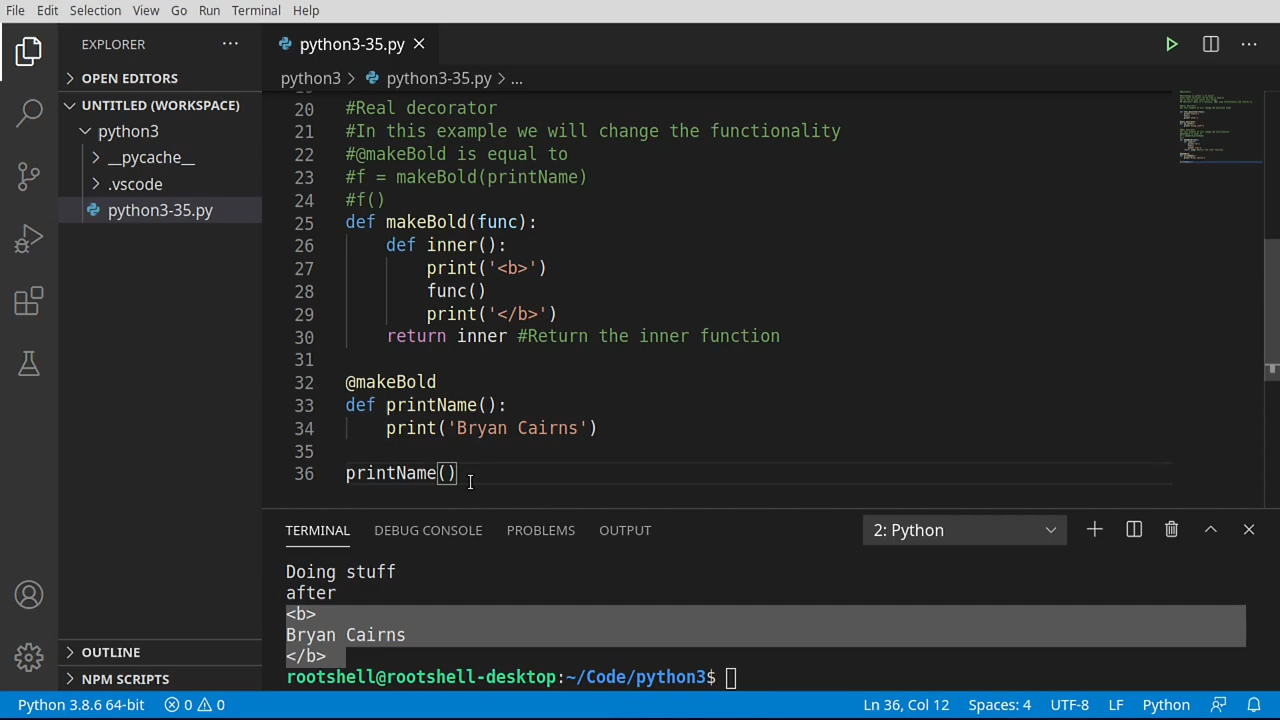 File Edit Selection View Go Run Terminal Help
EXPLORER
python3-35.py
OPEN EDITORS
python3 > python3-35.py > ...
UNTITLED (WORKSPACE)
python3
__pycache__
.vscode
python3-35.py
20 #Real decorator
21 #In this example we will change the functionality
22 #@makeBold is equal to
23 #f = makeBold(printName)
24 #f()
25 def makeBold(func):
26 def inner():
27 print('<b>')
28 func()
29 print('</b>')
30 return inner #Return the inner function
31
32 @makeBold
33 def printName():
34 print('Bryan Cairns')
35
36 printName()
TERMINAL DEBUG CONSOLE PROBLEMS OUTPUT 2: Python
Doing stuff
after
<b>
Bryan Cairns
</b>
rootshell@rootshell-desktop:~/Code/python3$
OUTLINE
NPM SCRIPTS
Python 3.8.6 64-bit 0 0 Ln 36, Col 12 Spaces: 4 UTF-8 LF Python